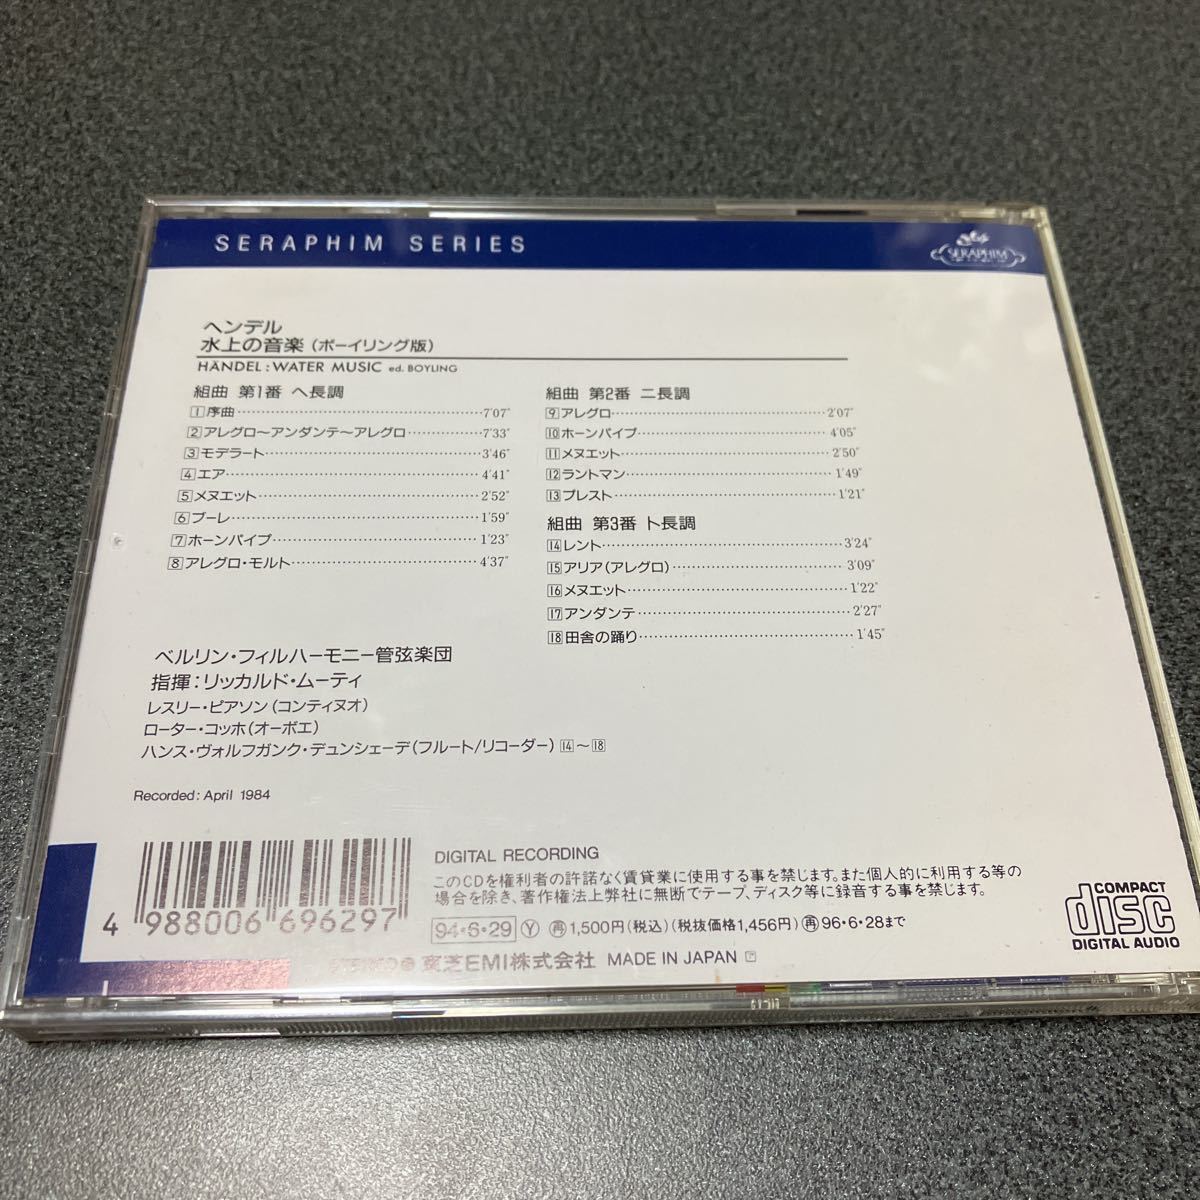 SERAPHIM SERIES
SERAPHIM
ヘンデル
水上の音楽（ボーイリング版）
HÄNDEL : WATER MUSIC ed. BOYLING
組曲 第1番 ヘ長調
1 序曲 7'07"
2 アレグロ〜アンダンテ〜アレグロ 7'33"
3 モデラート 3'46"
4 エア 4'41"
5 メヌエット 2'52"
6 ブーレ 1'59"
7 ホーンパイプ 1'23"
8 アレグロ・モルト 4'37"
組曲 第2番 ニ長調
9 アレグロ 2'07"
10 ホーンパイプ 4'05"
11 メヌエット 2'50"
12 ラントマン 1'49"
13 プレスト 1'21"
組曲 第3番 ト長調
14 レント 3'24"
15 アリア（アレグロ） 3'09"
16 メヌエット 1'22"
17 アンダンテ 2'27"
18 田舎の踊り 1'45"
ベルリン・フィルハーモニー管弦楽団
指揮：リッカルド・ムーティ
レスリー・ピアソン（コンティヌオ）
ローター・コッホ（オーボエ）
ハンス・ヴォルフガンク・デュンシェーデ（フルート/リコーダー） 14〜18
Recorded: April 1984
4 988006 696297
DIGITAL RECORDING
このCDを権利者の許諾なく賃貸業に使用する事を禁じます。また個人的に利用する等の
場合を除き、著作権法上弊社に無断でテープ、ディスク等に録音する事を禁じます。
94・6・29 Ⓨ ㊖1,500円（税込）（税抜価格1,456円） ㊖96・6・28まで
東芝EMI株式会社 MADE IN JAPAN
COMPACT
disc
DIGITAL AUDIO